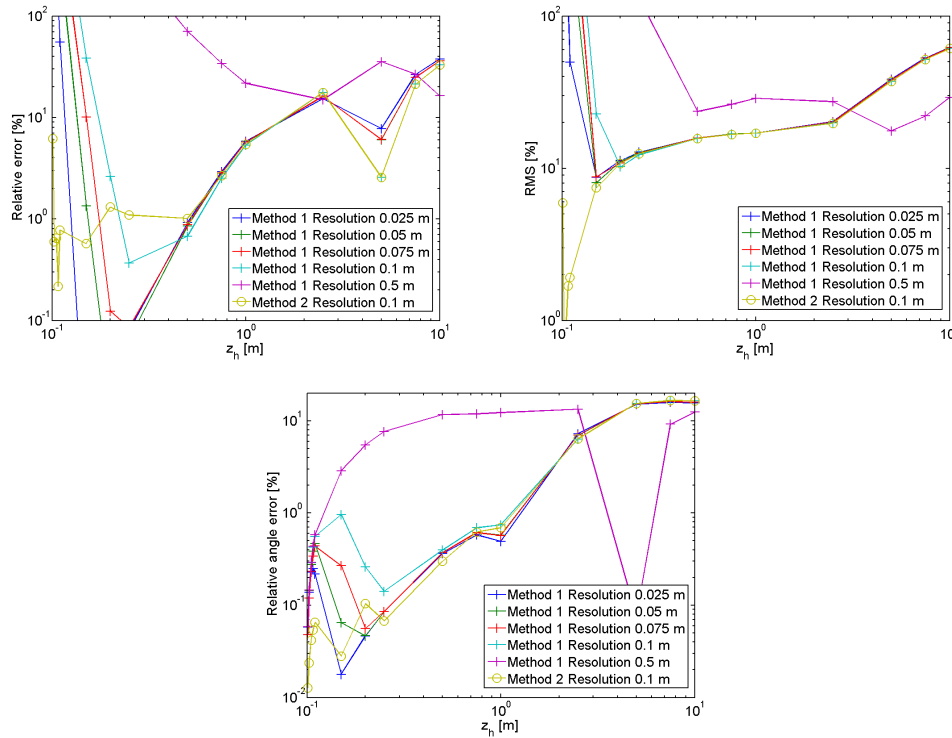 10^2
10^1
10^0
10^-1
Relative error [%]
10^-1
10^0
10^1
z_h [m]
Method 1 Resolution 0.025 m
Method 1 Resolution 0.05 m
Method 1 Resolution 0.075 m
Method 1 Resolution 0.1 m
Method 1 Resolution 0.5 m
Method 2 Resolution 0.1 m
10^2
10^1
10^0
RMS [%]
10^-1
10^0
10^1
z_h [m]
Method 1 Resolution 0.025 m
Method 1 Resolution 0.05 m
Method 1 Resolution 0.075 m
Method 1 Resolution 0.1 m
Method 1 Resolution 0.5 m
Method 2 Resolution 0.1 m
10^1
10^0
10^-1
10^-2
Relative angle error [%]
10^-1
10^0
10^1
z_h [m]
Method 1 Resolution 0.025 m
Method 1 Resolution 0.05 m
Method 1 Resolution 0.075 m
Method 1 Resolution 0.1 m
Method 1 Resolution 0.5 m
Method 2 Resolution 0.1 m